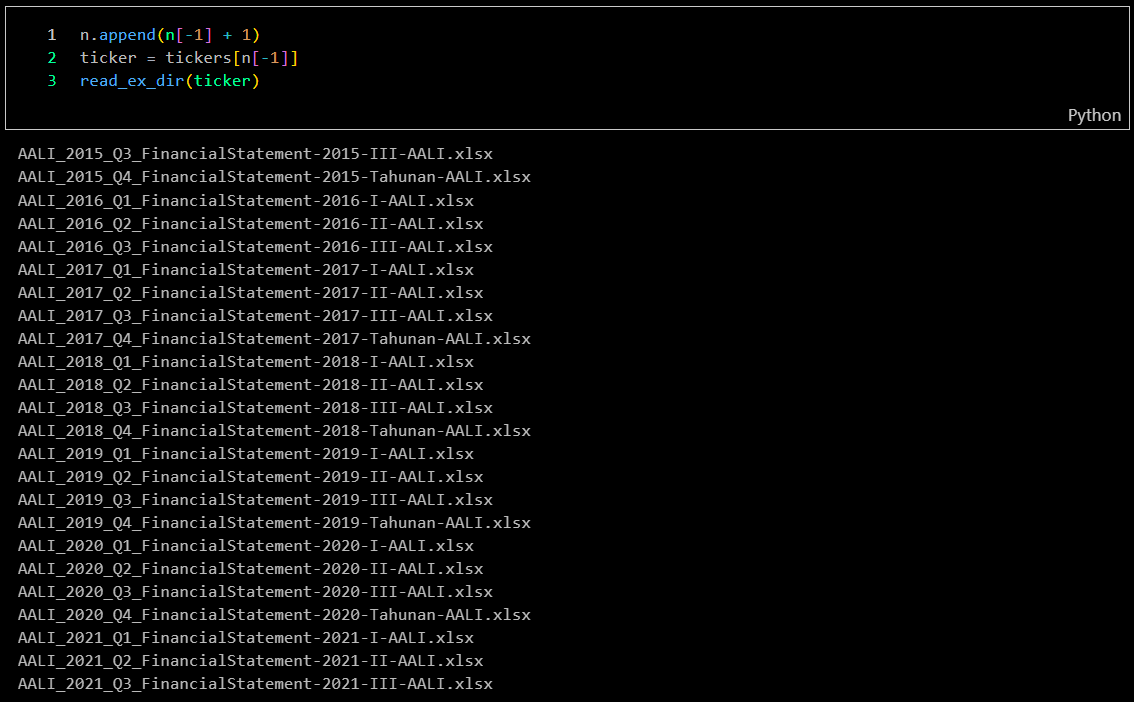 1 n.append(n[-1] + 1)
2 ticker = tickers[n[-1]]
3 read_ex_dir(ticker)
Python
AALI_2015_Q3_FinancialStatement-2015-III-AALI.xlsx
AALI_2015_Q4_FinancialStatement-2015-Tahunan-AALI.xlsx
AALI_2016_Q1_FinancialStatement-2016-I-AALI.xlsx
AALI_2016_Q2_FinancialStatement-2016-II-AALI.xlsx
AALI_2016_Q3_FinancialStatement-2016-III-AALI.xlsx
AALI_2017_Q1_FinancialStatement-2017-I-AALI.xlsx
AALI_2017_Q2_FinancialStatement-2017-II-AALI.xlsx
AALI_2017_Q3_FinancialStatement-2017-III-AALI.xlsx
AALI_2017_Q4_FinancialStatement-2017-Tahunan-AALI.xlsx
AALI_2018_Q1_FinancialStatement-2018-I-AALI.xlsx
AALI_2018_Q2_FinancialStatement-2018-II-AALI.xlsx
AALI_2018_Q3_FinancialStatement-2018-III-AALI.xlsx
AALI_2018_Q4_FinancialStatement-2018-Tahunan-AALI.xlsx
AALI_2019_Q1_FinancialStatement-2019-I-AALI.xlsx
AALI_2019_Q2_FinancialStatement-2019-II-AALI.xlsx
AALI_2019_Q3_FinancialStatement-2019-III-AALI.xlsx
AALI_2019_Q4_FinancialStatement-2019-Tahunan-AALI.xlsx
AALI_2020_Q1_FinancialStatement-2020-I-AALI.xlsx
AALI_2020_Q2_FinancialStatement-2020-II-AALI.xlsx
AALI_2020_Q3_FinancialStatement-2020-III-AALI.xlsx
AALI_2020_Q4_FinancialStatement-2020-Tahunan-AALI.xlsx
AALI_2021_Q1_FinancialStatement-2021-I-AALI.xlsx
AALI_2021_Q2_FinancialStatement-2021-II-AALI.xlsx
AALI_2021_Q3_FinancialStatement-2021-III-AALI.xlsx